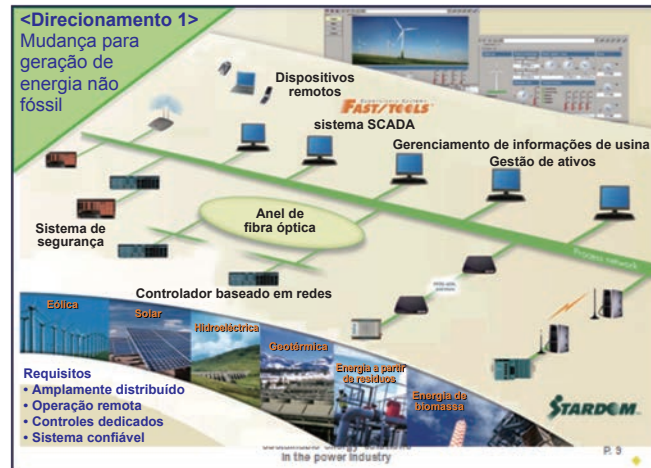 <Direcionamento 1>
Mudança para
geração de
energia não
fóssil
Dispositivos
remotos
FAST/TOOLS
sistema SCADA
Gerenciamento de informações de usina
Gestão de ativos
Sistema de
segurança
Anel de
fibra óptica
Process network
Controlador baseado em redes
Eólica
Solar
Hidroeléctrica
Geotérmica
Energia a partir
de resíduos
Energia de
biomassa
Requisitos
• Amplamente distribuído
• Operação remota
• Controles dedicados
• Sistema confiável
STARDOM
in the power industry
P. 9